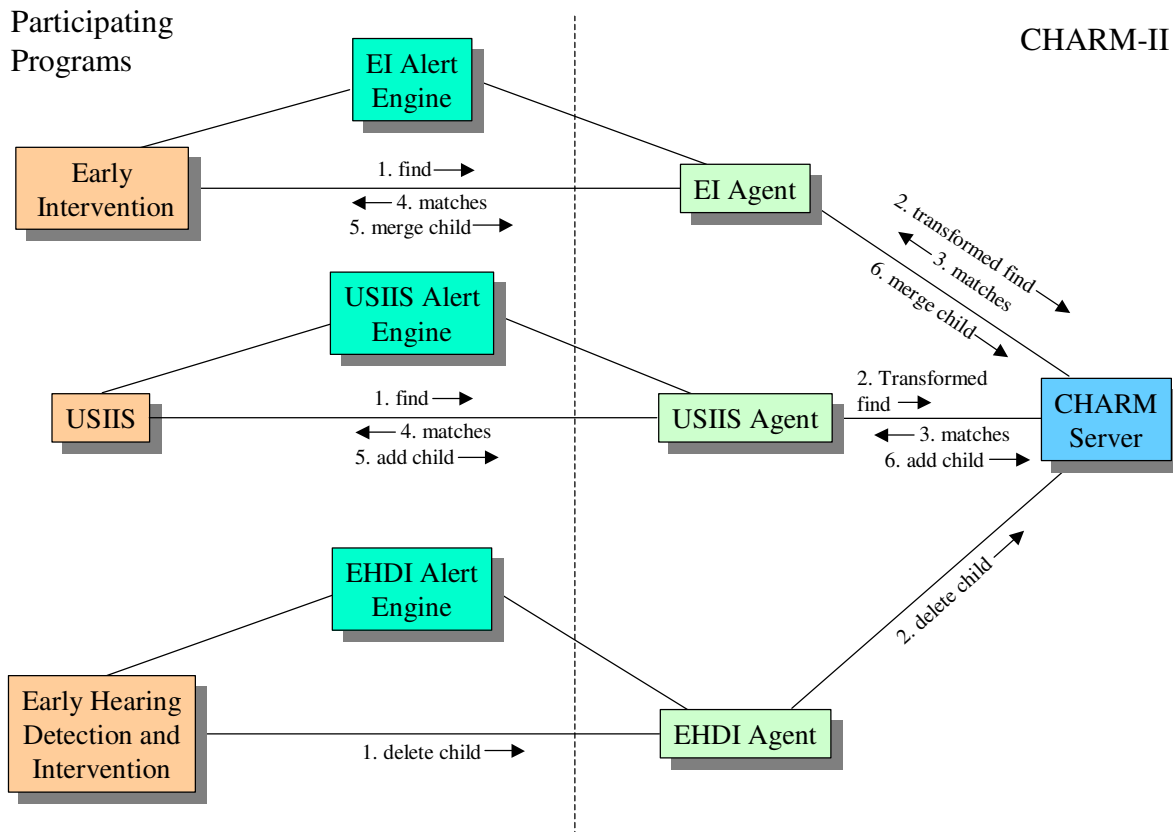 Participating
Programs
CHARM-II
EI Alert
Engine
Early
Intervention
1. find
4. matches
5. merge child
EI Agent
2. transformed find
3. matches
6. merge child
USIIS Alert
Engine
USIIS
1. find
4. matches
5. add child
USIIS Agent
2. Transformed
find
3. matches
6. add child
CHARM
Server
EHDI Alert
Engine
Early Hearing
Detection and
Intervention
1. delete child
EHDI Agent
2. delete child